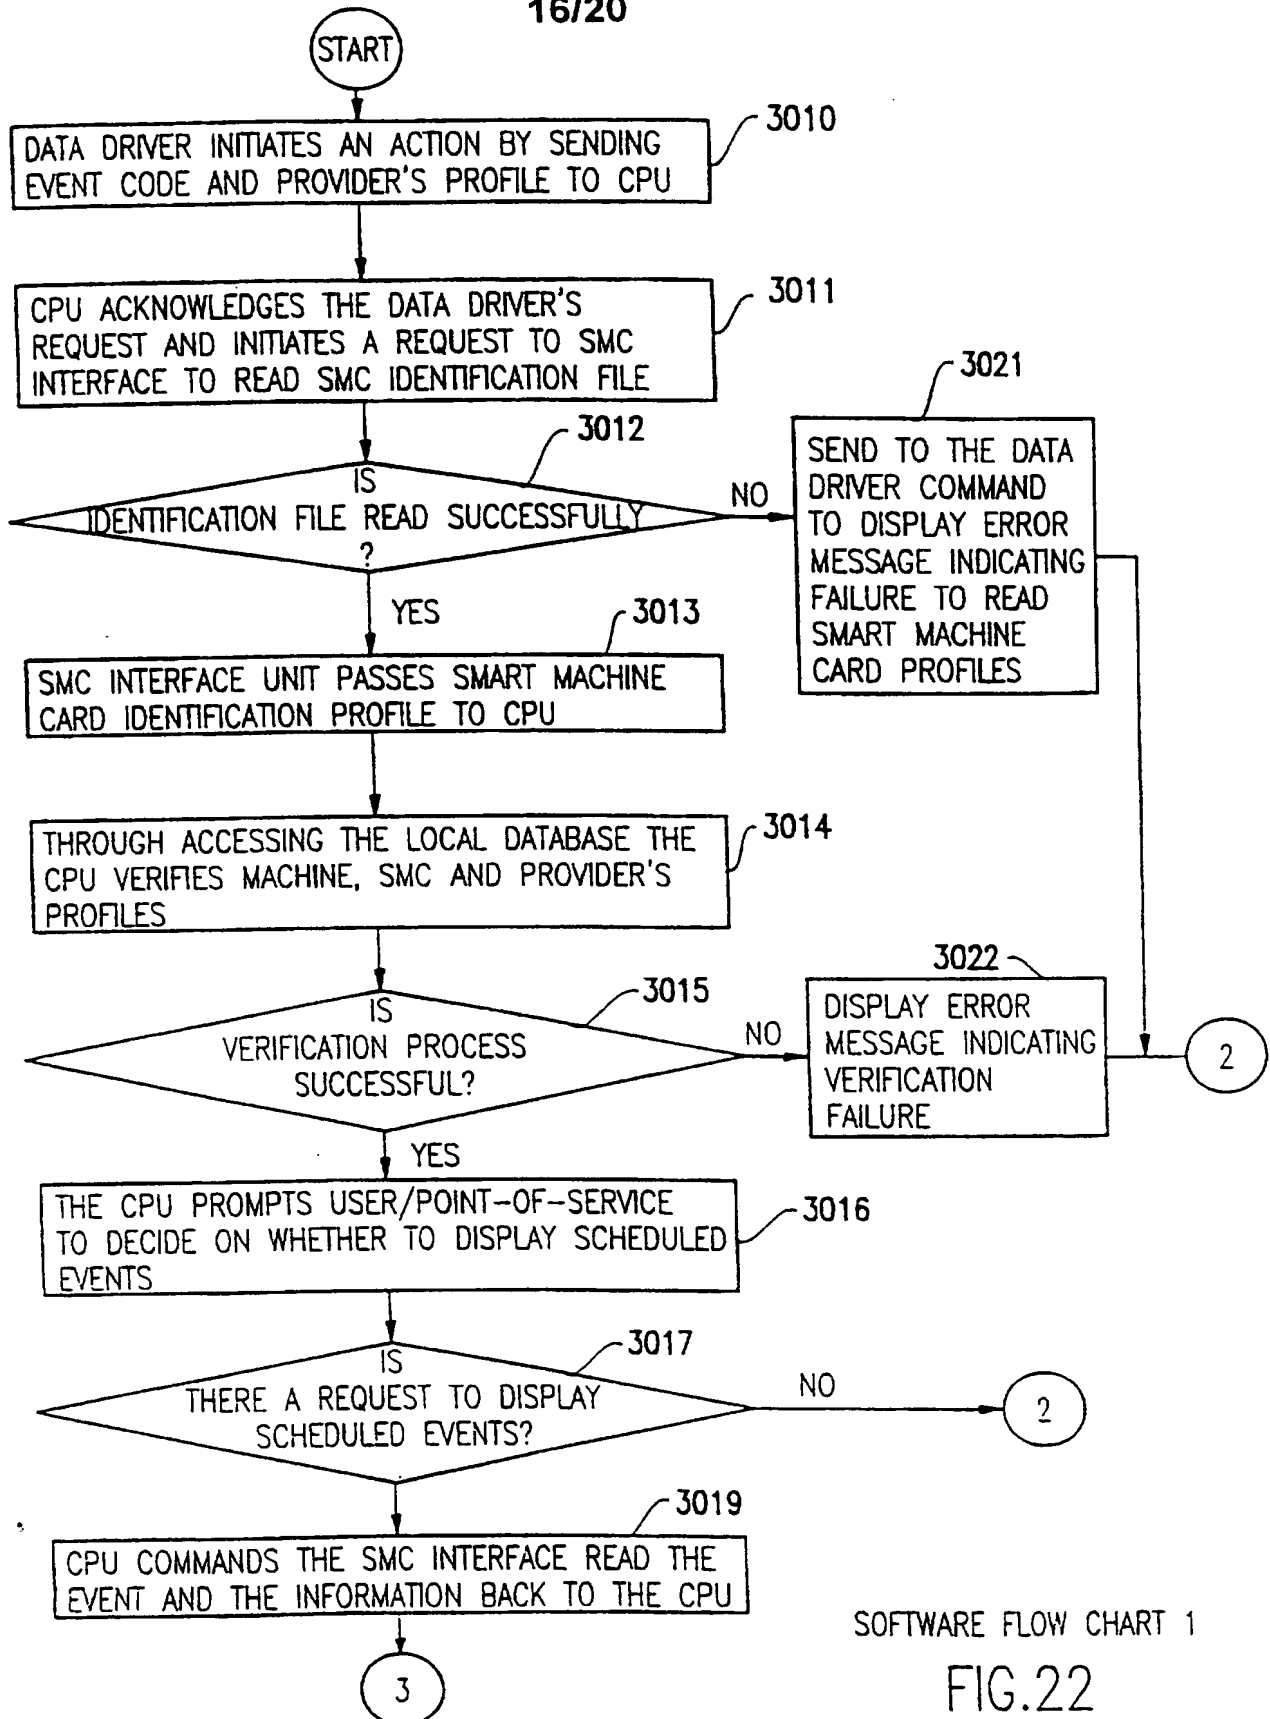 16/20
START
3010
DATA DRIVER INITIATES AN ACTION BY SENDING
EVENT CODE AND PROVIDER'S PROFILE TO CPU
3011
CPU ACKNOWLEDGES THE DATA DRIVER'S
REQUEST AND INITIATES A REQUEST TO SMC
INTERFACE TO READ SMC IDENTIFICATION FILE
3012
IS
IDENTIFICATION FILE READ SUCCESSFULLY
?
NO
3021
SEND TO THE DATA
DRIVER COMMAND
TO DISPLAY ERROR
MESSAGE INDICATING
FAILURE TO READ
SMART MACHINE
CARD PROFILES
YES
3013
SMC INTERFACE UNIT PASSES SMART MACHINE
CARD IDENTIFICATION PROFILE TO CPU
3014
THROUGH ACCESSING THE LOCAL DATABASE THE
CPU VERIFIES MACHINE, SMC AND PROVIDER'S
PROFILES
3015
IS
VERIFICATION PROCESS
SUCCESSFUL?
NO
3022
DISPLAY ERROR
MESSAGE INDICATING
VERIFICATION
FAILURE
2
YES
3016
THE CPU PROMPTS USER/POINT-OF-SERVICE
TO DECIDE ON WHETHER TO DISPLAY SCHEDULED
EVENTS
3017
IS
THERE A REQUEST TO DISPLAY
SCHEDULED EVENTS?
NO
2
3019
CPU COMMANDS THE SMC INTERFACE READ THE
EVENT AND THE INFORMATION BACK TO THE CPU
3
SOFTWARE FLOW CHART 1
FIG.22